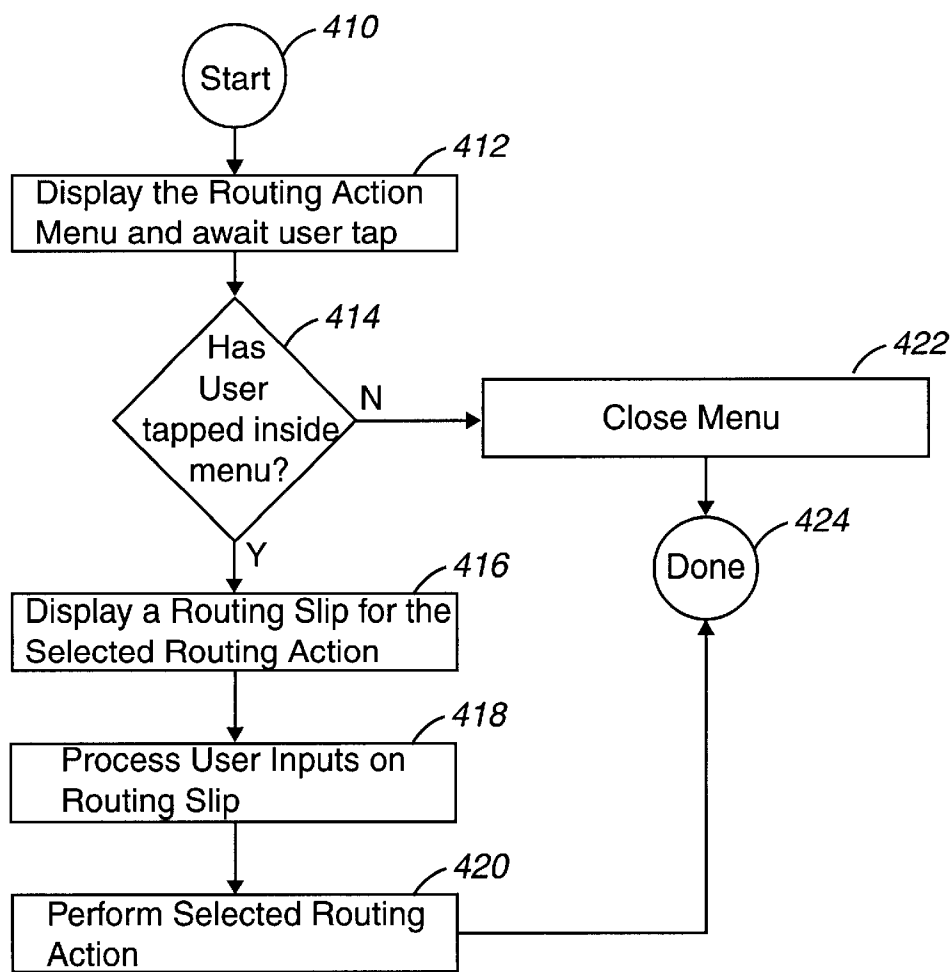 410
Start
412
Display the Routing Action
Menu and await user tap
414
Has
User
tapped inside
menu?
N
422
Close Menu
424
Done
Y
416
Display a Routing Slip for the
Selected Routing Action
418
Process User Inputs on
Routing Slip
420
Perform Selected Routing
Action